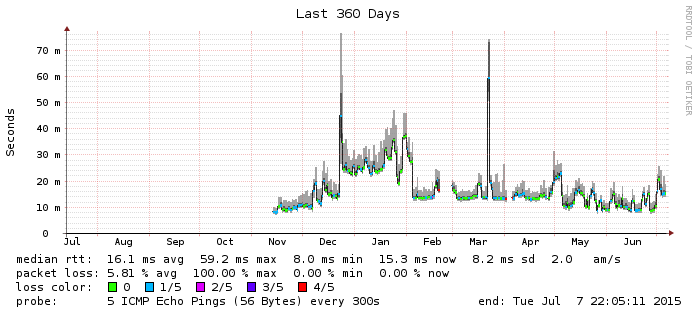 Last 360 Days
RRDTOOL / TOBI OETIKER
Seconds
70 m
60 m
50 m
40 m
30 m
20 m
10 m
0
Jul Aug Sep Oct Nov Dec Jan Feb Mar Apr May Jun
median rtt: 16.1 ms avg 59.2 ms max 8.0 ms min 15.3 ms now 8.2 ms sd 2.0 am/s
packet loss: 5.81 % avg 100.00 % max 0.00 % min 0.00 % now
loss color: 0 1/5 2/5 3/5 4/5
probe: 5 ICMP Echo Pings (56 Bytes) every 300s end: Tue Jul 7 22:05:11 2015